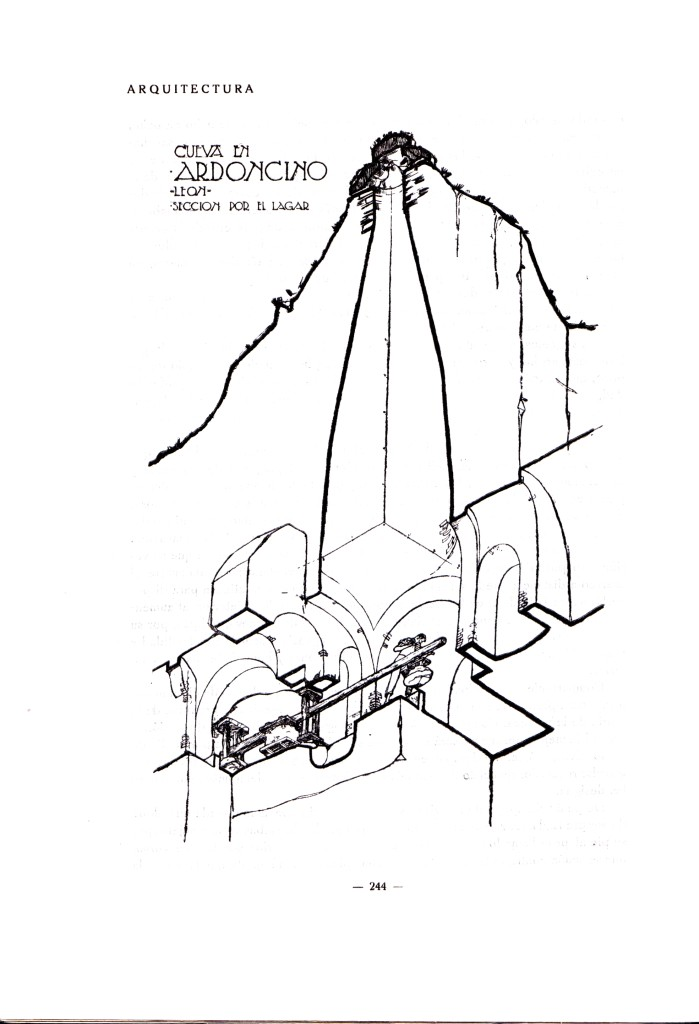 ARQUITECTURA
CUEVA EN
·ARDONCINO
-LEON-
·SECCION POR EL LAGAR
— 244 —